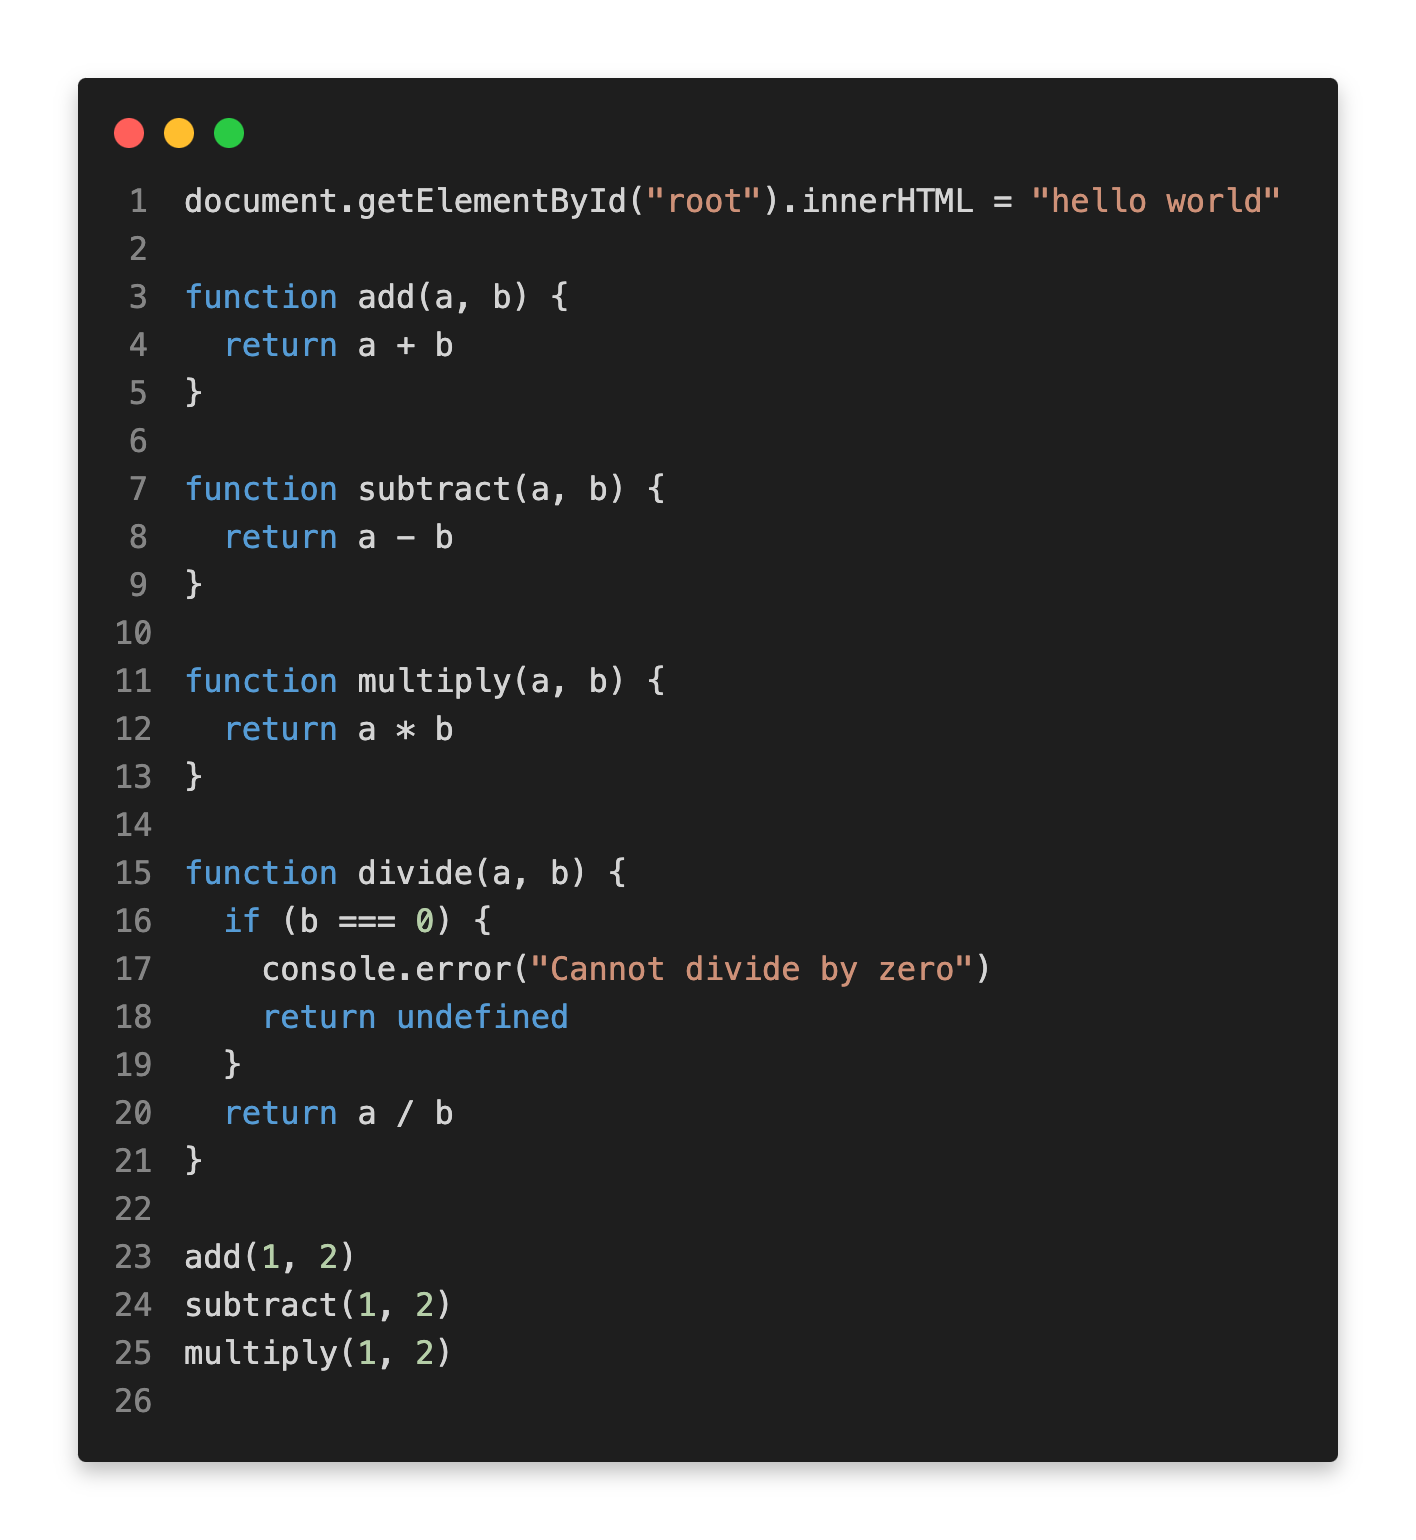 1 document.getElementById("root").innerHTML = "hello world"
2
3 function add(a, b) {
4   return a + b
5 }
6
7 function subtract(a, b) {
8   return a - b
9 }
10
11 function multiply(a, b) {
12   return a * b
13 }
14
15 function divide(a, b) {
16   if (b === 0) {
17     console.error("Cannot divide by zero")
18     return undefined
19   }
20   return a / b
21 }
22
23 add(1, 2)
24 subtract(1, 2)
25 multiply(1, 2)
26